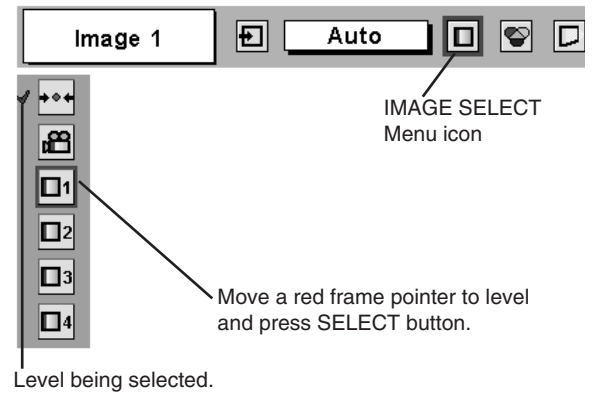 Image 1
Auto
IMAGE SELECT
Menu icon
1
2
3
4
Move a red frame pointer to level
and press SELECT button.
Level being selected.